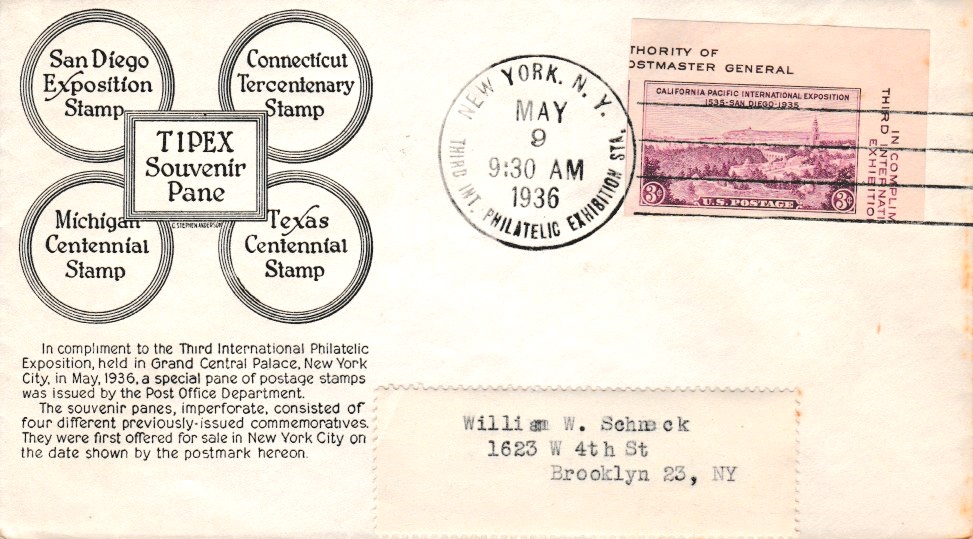 San Diego
Exposition
Stamp
Connecticut
Tercentenary
Stamp
TIPEX
Souvenir
Pane
Michigan
Centennial
Stamp
C. STEPHEN ANDERSON
Texas
Centennial
Stamp
In compliment to the Third International Philatelic
Exposition, held in Grand Central Palace, New York
City, in May, 1936, a special pane of postage stamps
was issued by the Post Office Department.
The souvenir panes, imperforate, consisted of
four different previously-issued commemoratives.
They were first offered for sale in New York City on
the date shown by the postmark hereon.
NEW YORK. N. Y.
MAY
9
9:30 AM
1936
THIRD INT. PHILATELIC EXHIBITION STA.
THORITY OF
OSTMASTER GENERAL
CALIFORNIA PACIFIC INTERNATIONAL EXPOSITION
1535-SAN DIEGO-1935
3¢
U.S. POSTAGE
3¢
IN COMPLIM
THIRD INTERNATI
EXHIBITIO
William W. Schmeck
1623 W 4th St
Brooklyn 23, NY